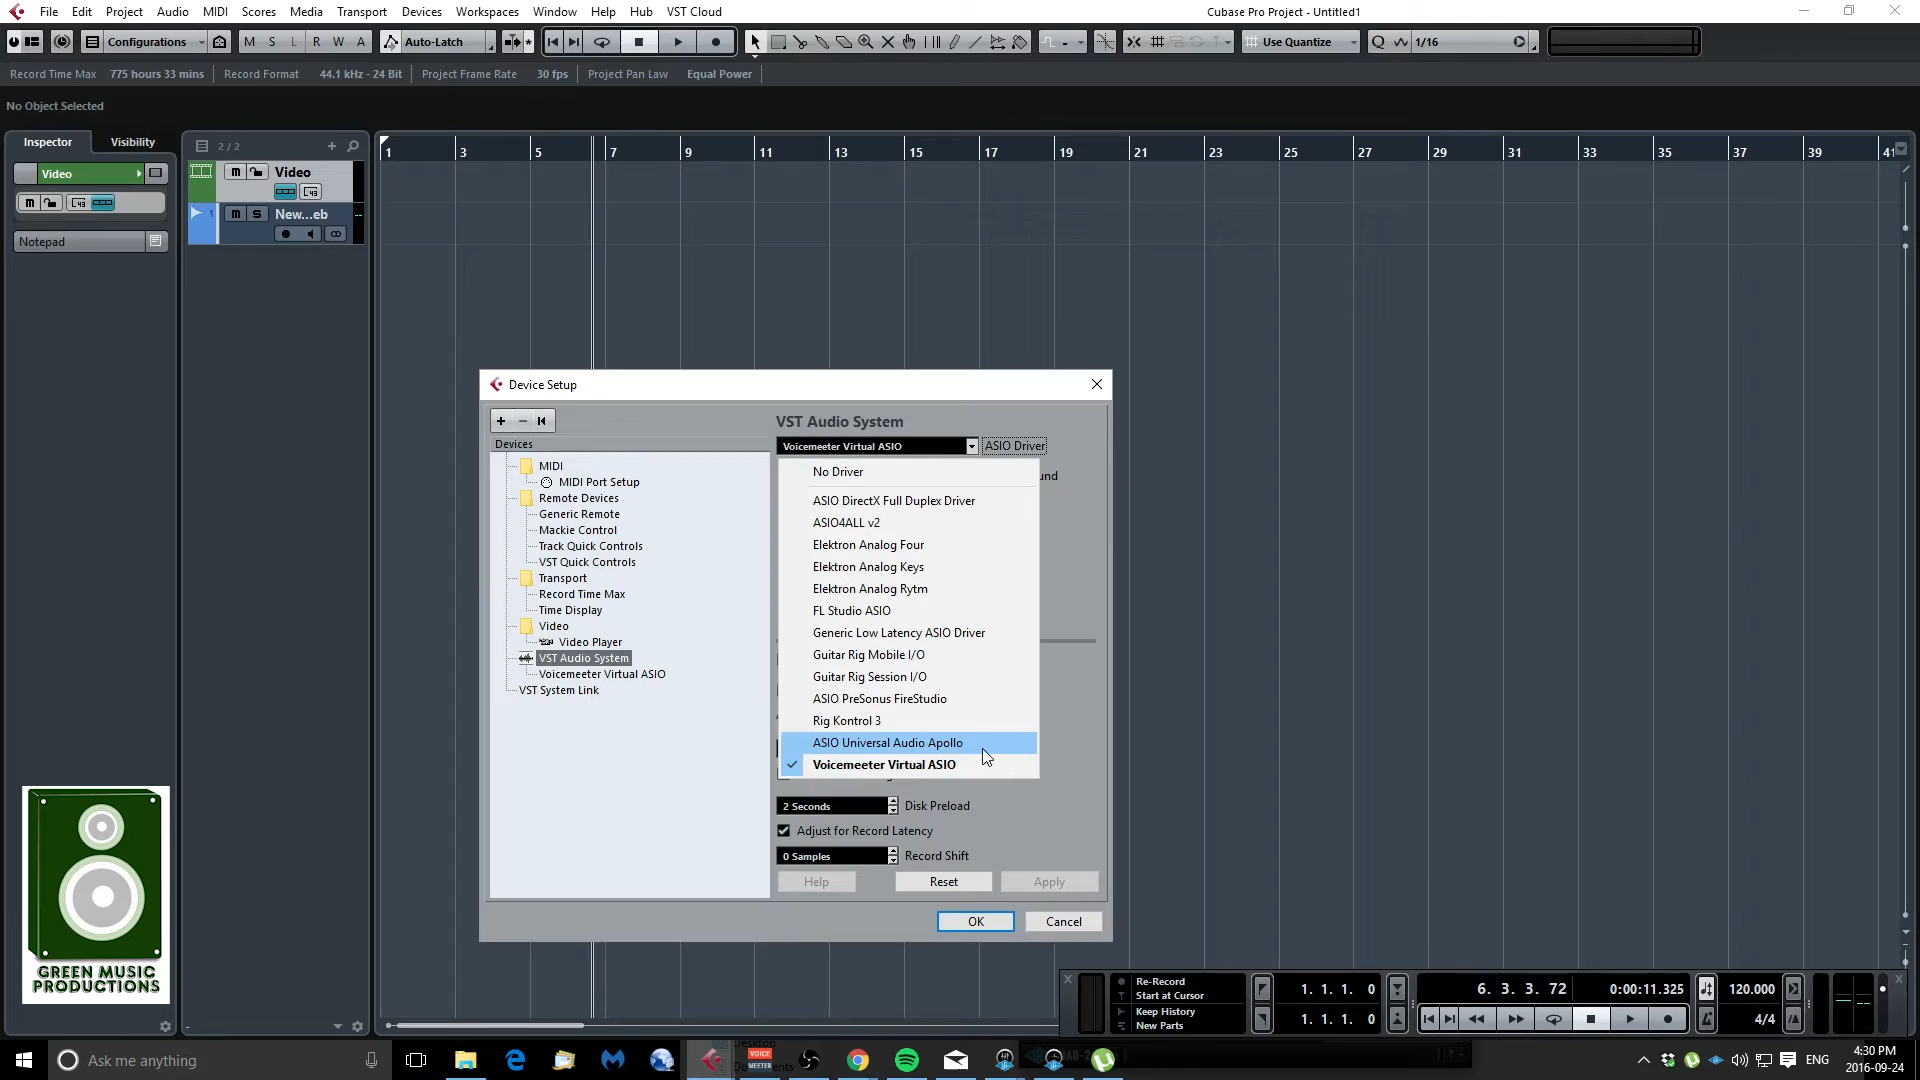 File Edit Project Audio MIDI Scores Media Transport Devices Workspaces Window Help Hub VST Cloud
Cubase Pro Project - Untitled1
Configurations M S L R W A Auto-Latch Use Quantize Q 1/16
Record Time Max 775 hours 33 mins Record Format 44.1 kHz - 24 Bit Project Frame Rate 30 fps Project Pan Law Equal Power
No Object Selected
Inspector Visibility 2 / 2
1 3 5 7 9 11 13 15 17 19 21 23 25 27 29 31 33 35 37 39 41
Video
m Video
m
m S New...eb
1
Notepad
Device Setup
VST Audio System
Devices
Voicemeeter Virtual ASIO ASIO Driver
MIDI
MIDI Port Setup
Remote Devices
Generic Remote
Mackie Control
Track Quick Controls
VST Quick Controls
Transport
Record Time Max
Time Display
Video
Video Player
VST Audio System
Voicemeeter Virtual ASIO
VST System Link
No Driver
und
ASIO DirectX Full Duplex Driver
ASIO4ALL v2
Elektron Analog Four
Elektron Analog Keys
Elektron Analog Rytm
FL Studio ASIO
Generic Low Latency ASIO Driver
Guitar Rig Mobile I/O
Guitar Rig Session I/O
ASIO PreSonus FireStudio
Rig Kontrol 3
ASIO Universal Audio Apollo
Voicemeeter Virtual ASIO
2 Seconds Disk Preload
Adjust for Record Latency
0 Samples Record Shift
Help Reset Apply
OK Cancel
GREEN MUSIC
PRODUCTIONS
Re-Record
Start at Cursor
Keep History
New Parts
1. 1. 1. 0
1. 1. 1. 0
6. 3. 3. 72 0:00:11.325
120.000
4/4
Ask me anything
VOICE
MEETER
Desktop
ENG
4:30 PM
2016-09-24